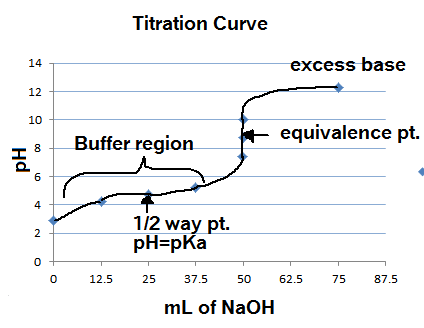 Titration Curve
14
excess base
12
10
equivalence pt.
8
Buffer region
pH
6
4
1/2 way pt.
pH=pKa
2
0
0 12.5 25 37.5 50 62.5 75 87.5
mL of NaOH